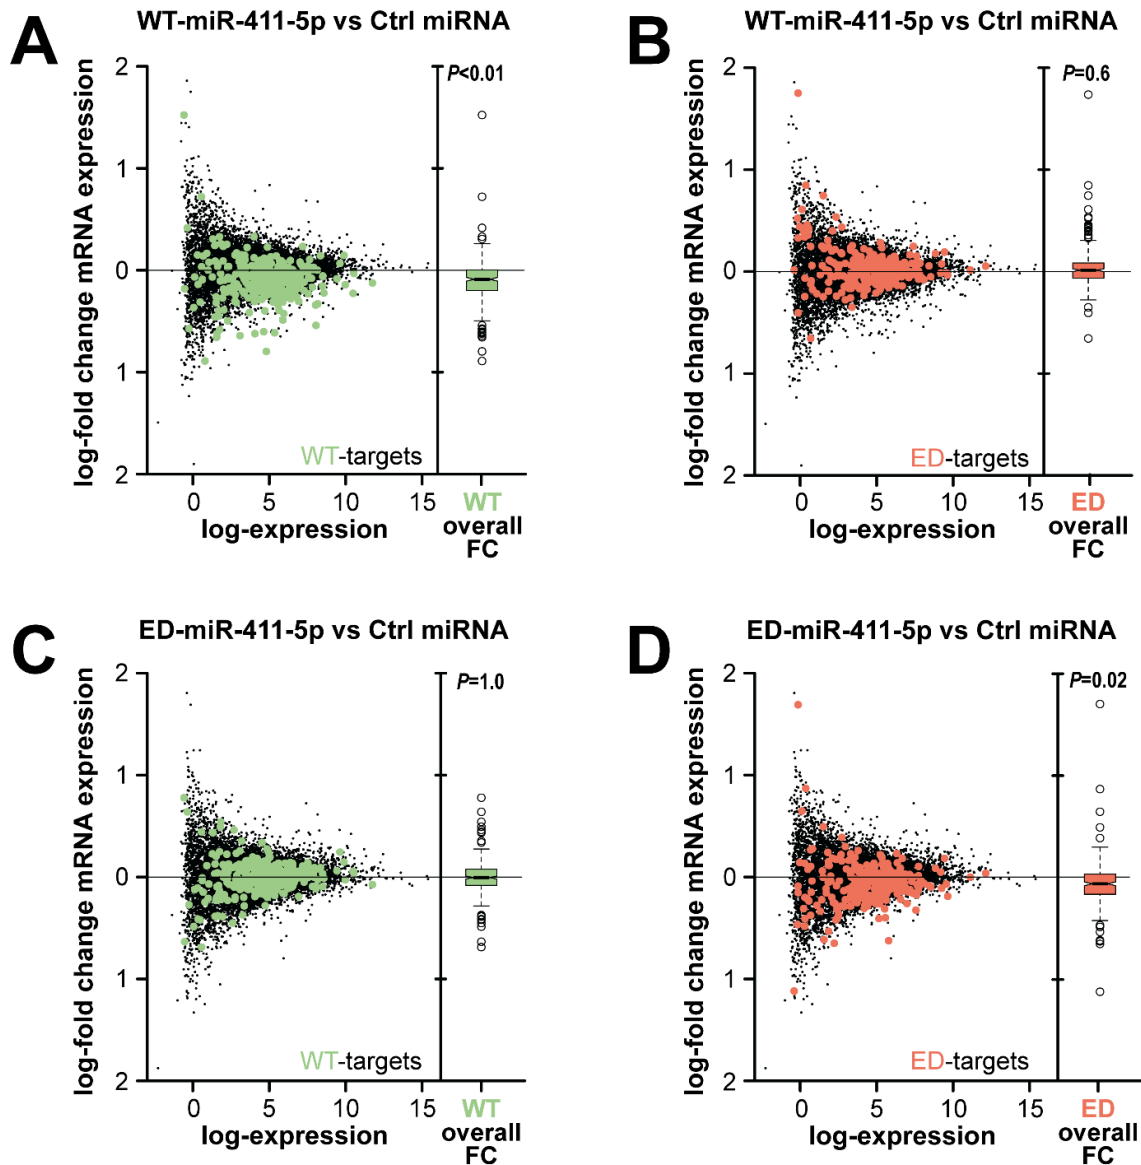 A
WT-miR-411-5p vs Ctrl miRNA
log-fold change mRNA expression
2
1
0
1
2
P<0.01
WT-targets
0 5 10 15
log-expression
WT
overall
FC
B
WT-miR-411-5p vs Ctrl miRNA
log-fold change mRNA expression
2
1
0
1
2
P=0.6
ED-targets
0 5 10 15
log-expression
ED
overall
FC
C
ED-miR-411-5p vs Ctrl miRNA
log-fold change mRNA expression
2
1
0
1
2
P=1.0
WT-targets
0 5 10 15
log-expression
WT
overall
FC
D
ED-miR-411-5p vs Ctrl miRNA
log-fold change mRNA expression
2
1
0
1
2
P=0.02
ED-targets
0 5 10 15
log-expression
ED
overall
FC